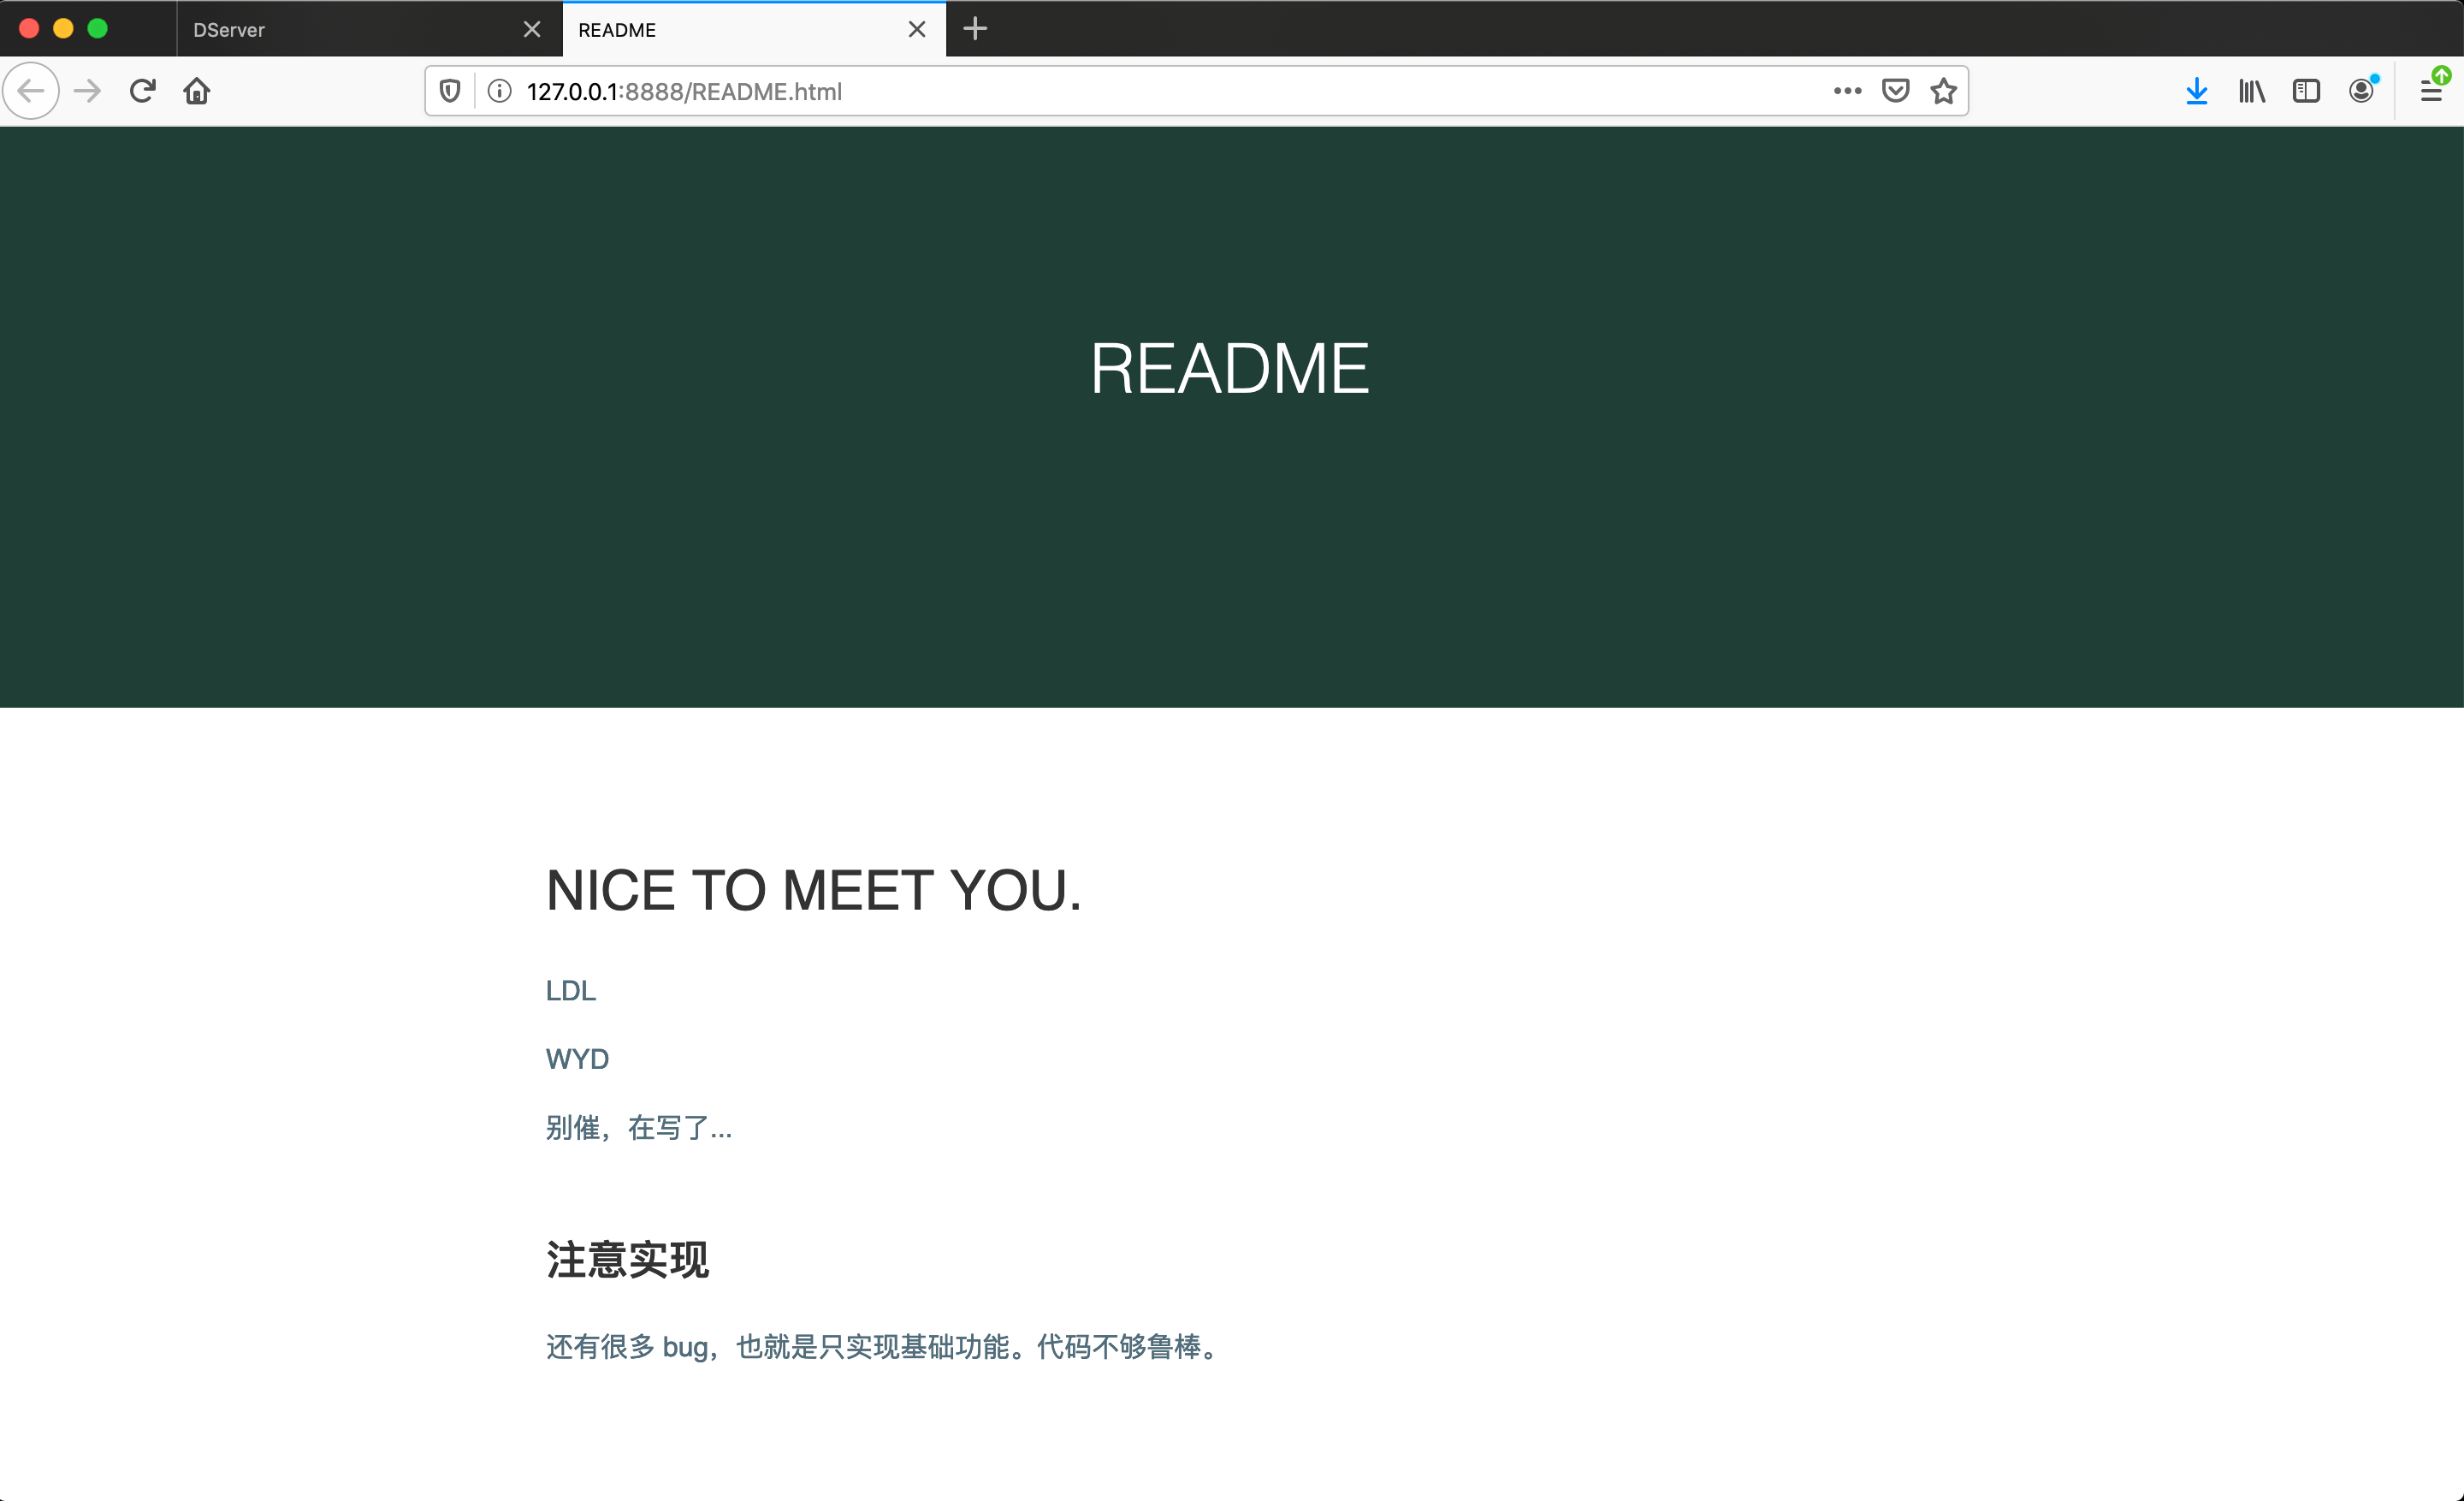 DServer
README
127.0.0.1:8888/README.html
README
NICE TO MEET YOU.
LDL
WYD
别催，在写了...
注意实现
还有很多 bug，也就是只实现基础功能。代码不够鲁棒。